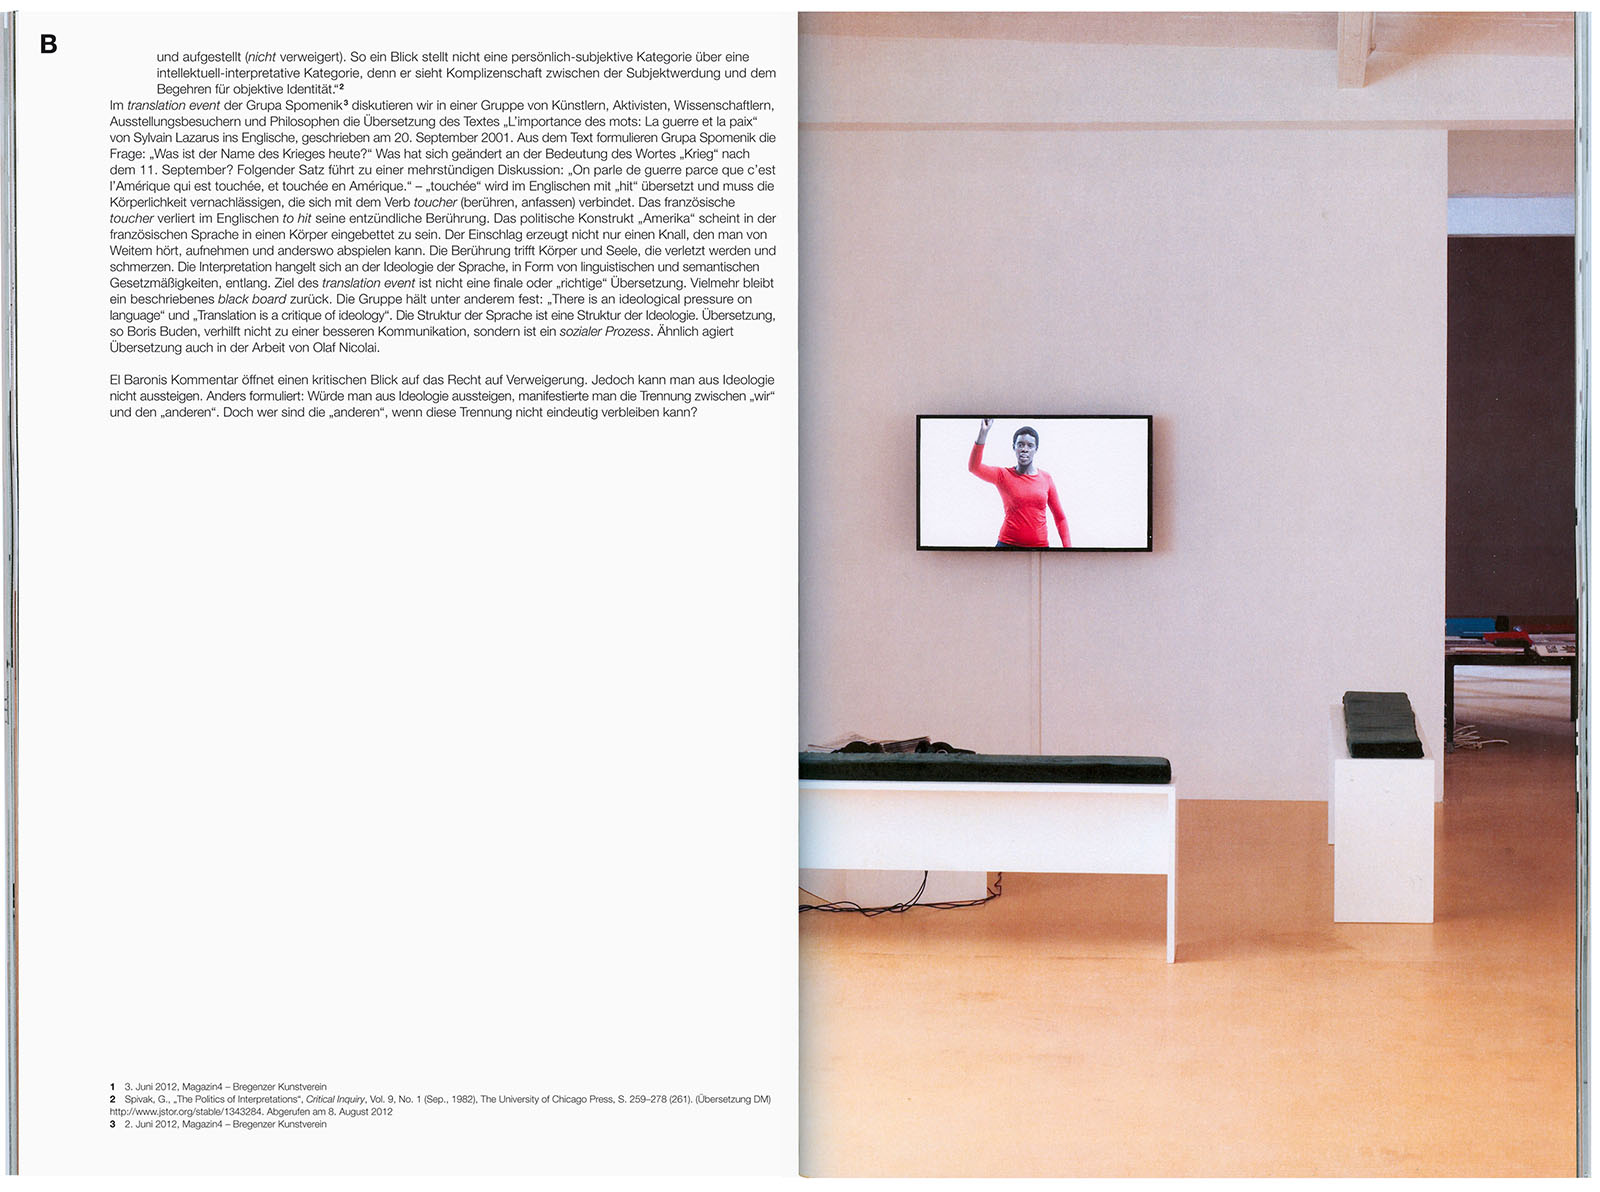 B
und aufgestellt (nicht verweigert). So ein Blick stellt nicht eine persönlich-subjektive Kategorie über eine
intellektuell-interpretative Kategorie, denn er sieht Komplizenschaft zwischen der Subjektwerdung und dem
Begehren für objektive Identität.“2
Im translation event der Grupa Spomenik3 diskutieren wir in einer Gruppe von Künstlern, Aktivisten, Wissenschaftlern,
Ausstellungsbesuchern und Philosophen die Übersetzung des Textes „L’importance des mots: La guerre et la paix“
von Sylvain Lazarus ins Englische, geschrieben am 20. September 2001. Aus dem Text formulieren Grupa Spomenik die
Frage: „Was ist der Name des Krieges heute?“ Was hat sich geändert an der Bedeutung des Wortes „Krieg“ nach
dem 11. September? Folgender Satz führt zu einer mehrstündigen Diskussion: „On parle de guerre parce que c’est
l’Amérique qui est touchée, et touchée en Amérique.“ – „touchée“ wird im Englischen mit „hit“ übersetzt und muss die
Körperlichkeit vernachlässigen, die sich mit dem Verb toucher (berühren, anfassen) verbindet. Das französische
toucher verliert im Englischen to hit seine entzündliche Berührung. Das politische Konstrukt „Amerika“ scheint in der
französischen Sprache in einen Körper eingebettet zu sein. Der Einschlag erzeugt nicht nur einen Knall, den man von
Weitem hört, aufnehmen und anderswo abspielen kann. Die Berührung trifft Körper und Seele, die verletzt werden und
schmerzen. Die Interpretation hangelt sich an der Ideologie der Sprache, in Form von linguistischen und semantischen
Gesetzmäßigkeiten, entlang. Ziel des translation event ist nicht eine finale oder „richtige“ Übersetzung. Vielmehr bleibt
ein beschriebenes black board zurück. Die Gruppe hält unter anderem fest: „There is an ideological pressure on
language“ und „Translation is a critique of ideology“. Die Struktur der Sprache ist eine Struktur der Ideologie. Übersetzung,
so Boris Buden, verhilft nicht zu einer besseren Kommunikation, sondern ist ein sozialer Prozess. Ähnlich agiert
Übersetzung auch in der Arbeit von Olaf Nicolai.
El Baronis Kommentar öffnet einen kritischen Blick auf das Recht auf Verweigerung. Jedoch kann man aus Ideologie
nicht aussteigen. Anders formuliert: Würde man aus Ideologie aussteigen, manifestierte man die Trennung zwischen „wir“
und den „anderen“. Doch wer sind die „anderen“, wenn diese Trennung nicht eindeutig verbleiben kann?
1 3. Juni 2012, Magazin4 – Bregenzer Kunstverein
2 Spivak, G., „The Politics of Interpretations“, Critical Inquiry, Vol. 9, No. 1 (Sep., 1982), The University of Chicago Press, S. 259–278 (261). (Übersetzung DM)
http://www.jstor.org/stable/1343284. Abgerufen am 8. August 2012
3 2. Juni 2012, Magazin4 – Bregenzer Kunstverein